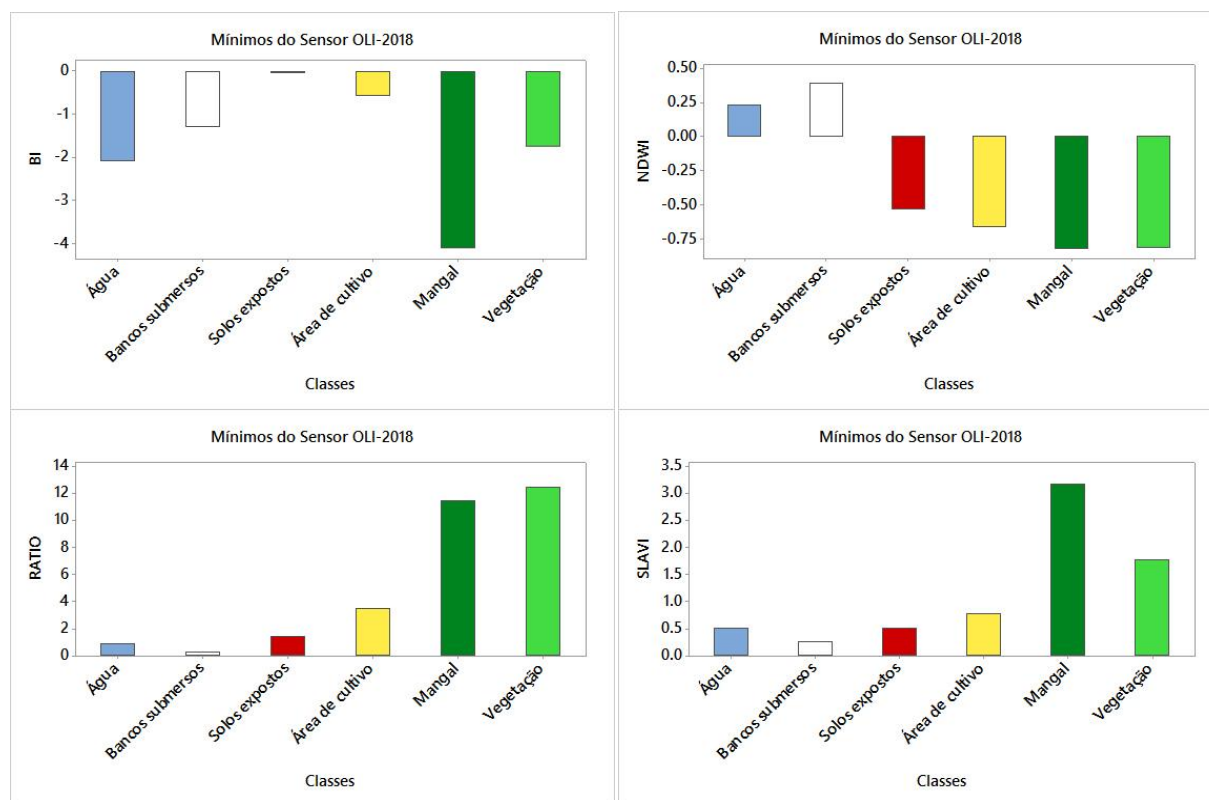 Mínimos do Sensor OLI-2018
0
-1
-2
-3
-4
BI
Água
Bancos submersos
Solos expostos
Área de cultivo
Mangal
Vegetação
Classes
Mínimos do Sensor OLI-2018
0.50
0.25
0.00
-0.25
-0.50
-0.75
NDWI
Água
Bancos submersos
Solos expostos
Área de cultivo
Mangal
Vegetação
Classes
Mínimos do Sensor OLI-2018
14
12
10
8
6
4
2
0
RATIO
Água
Bancos submersos
Solos expostos
Área de cultivo
Mangal
Vegetação
Classes
Mínimos do Sensor OLI-2018
3.5
3.0
2.5
2.0
1.5
1.0
0.5
0.0
SLAVI
Água
Bancos submersos
Solos expostos
Área de cultivo
Mangal
Vegetação
Classes